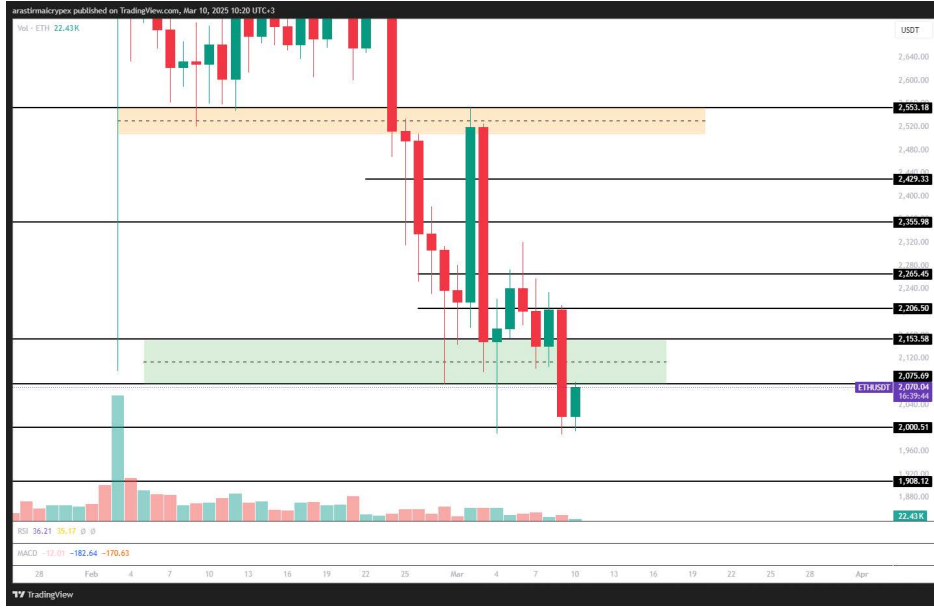 arastirmaicrypex published on TradingView.com, Mar 10, 2025 10:20 UTC+3
Vol · ETH 22.43K
USDT
2,640.00
2,600.00
2,553.18
2,520.00
2,480.00
2,429.33
2,400.00
2,355.98
2,320.00
2,280.00
2,265.45
2,240.00
2,206.50
2,153.58
2,120.00
2,075.69
ETHUSDT 2,070.04
16:39:44
2,040.00
2,000.51
1,960.00
1,920.00
1,908.12
1,880.00
22.43K
RSI 36.21 35.17 ø ø
MACD −12.01 −182.64 −170.63
28 Feb 4 7 10 13 16 19 22 25 Mar 4 7 10 13 16 19 22 25 28 Apr
TradingView